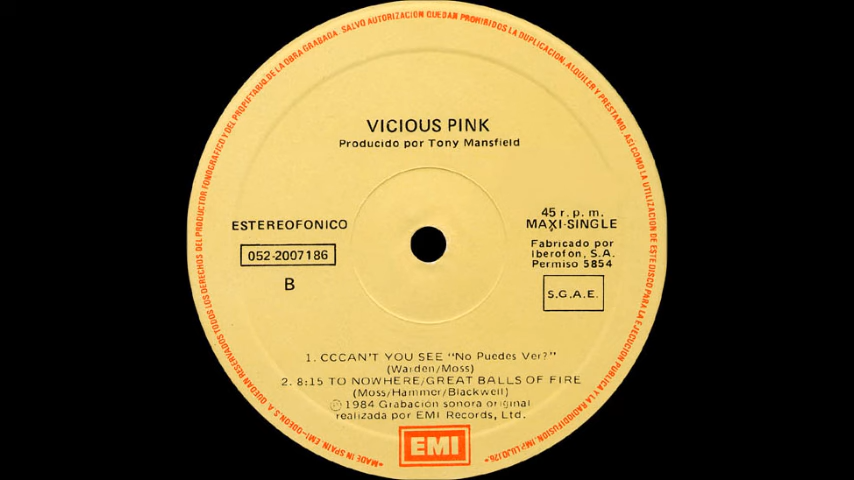 QUEDAN RESERVADOS TODOS LOS DERECHOS DEL PRODUCTOR FONOGRAFICO Y DEL PROPIETARIO DE LA OBRA GRABADA. SALVO AUTORIZACION QUEDAN PROHIBIDOS LA DUPLICACION, ALQUILER Y PRESTAMO, ASI COMO LA UTILIZACION DE ESTE DISCO PARA LA EJECUCION PUBLICA Y LA RADIODIFUSION.
VICIOUS PINK
Producido por Tony Mansfield
ESTEREOFONICO
052-2007186
B
45 r.p.m.
MAXI-SINGLE
Fabricado por
Iberofon, S.A.
Permiso 5854
S.G.A.E.
1. CCCAN'T YOU SEE "No Puedes Ver?"
(Warden/Moss)
2. 8:15 TO NOWHERE/GREAT BALLS OF FIRE
(Moss/Hammer/Blackwell)
Ⓟ 1984 Grabación sonora original
realizada por EMI Records, Ltd.
EMI
*MADE IN SPAIN EMI-ODEON, S.A.